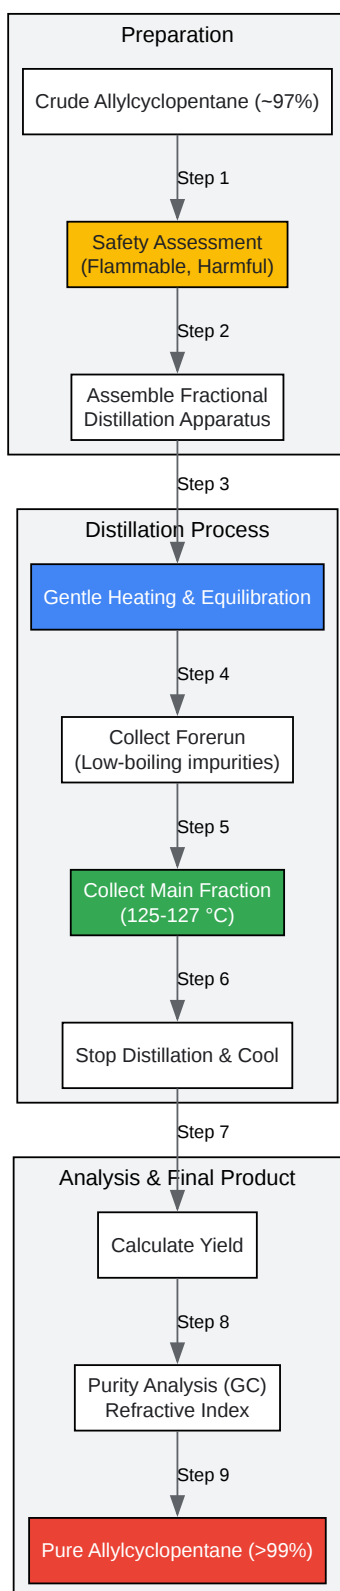 Preparation
Crude Allylcyclopentane (~97%)
Step 1
Safety Assessment
(Flammable, Harmful)
Step 2
Assemble Fractional
Distillation Apparatus
Step 3
Distillation Process
Gentle Heating & Equilibration
Step 4
Collect Forerun
(Low-boiling impurities)
Step 5
Collect Main Fraction
(125-127 °C)
Step 6
Stop Distillation & Cool
Step 7
Analysis & Final Product
Calculate Yield
Step 8
Purity Analysis (GC)
Refractive Index
Step 9
Pure Allylcyclopentane (>99%)